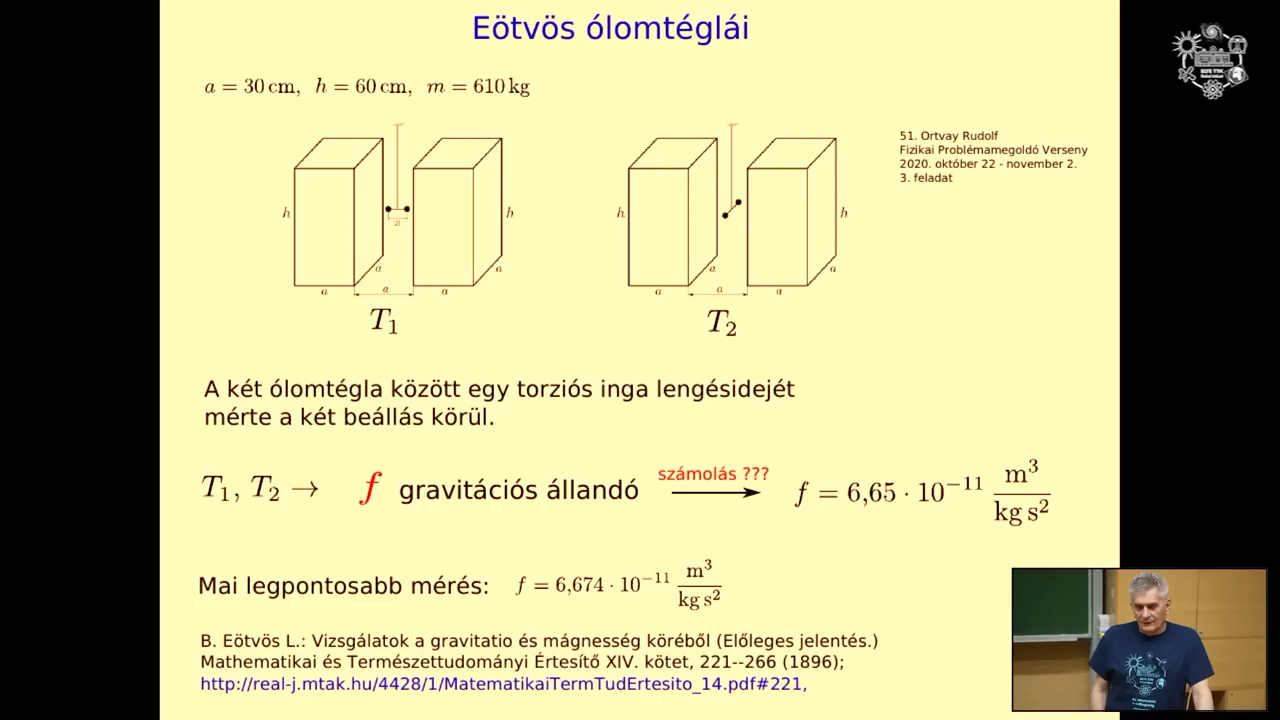 Eötvös ólomtéglái
a = 30 cm, h = 60 cm, m = 610 kg
51. Ortvay Rudolf
Fizikai Problémamegoldó Verseny
2020. október 22 - november 2.
3. feladat
h
2l
h
h
h
a
a
a
a
a
a
a
a
a
a
T₁
T₂
A két ólomtégla között egy torziós inga lengésidejét
mérte a két beállás körül.
T₁, T₂ → f gravitációs állandó számolás ??? f = 6,65 · 10⁻¹¹ m³ / kg s²
Mai legpontosabb mérés: f = 6,674 · 10⁻¹¹ m³ / kg s²
B. Eötvös L.: Vizsgálatok a gravitatio és mágnesség köréből (Előleges jelentés.)
Mathematikai és Természettudományi Értesítő XIV. kötet, 221--266 (1896);
http://real-j.mtak.hu/4428/1/MatematikaiTermTudErtesito_14.pdf#221,